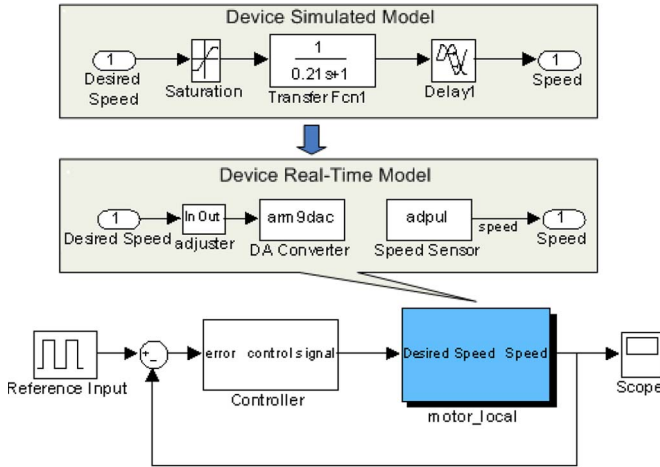 Device Simulated Model
1
Desired
Speed
Saturation
1
0.21s+1
Transfer Fcn1
Delay1
1
Speed
Device Real-Time Model
1
Desired Speed
In Out
adjuster
arm9dac
DA Converter
adpul
Speed Sensor
speed
1
Speed
Reference Input
+
-
error control signal
Controller
Desired Speed Speed
motor_local
Scope